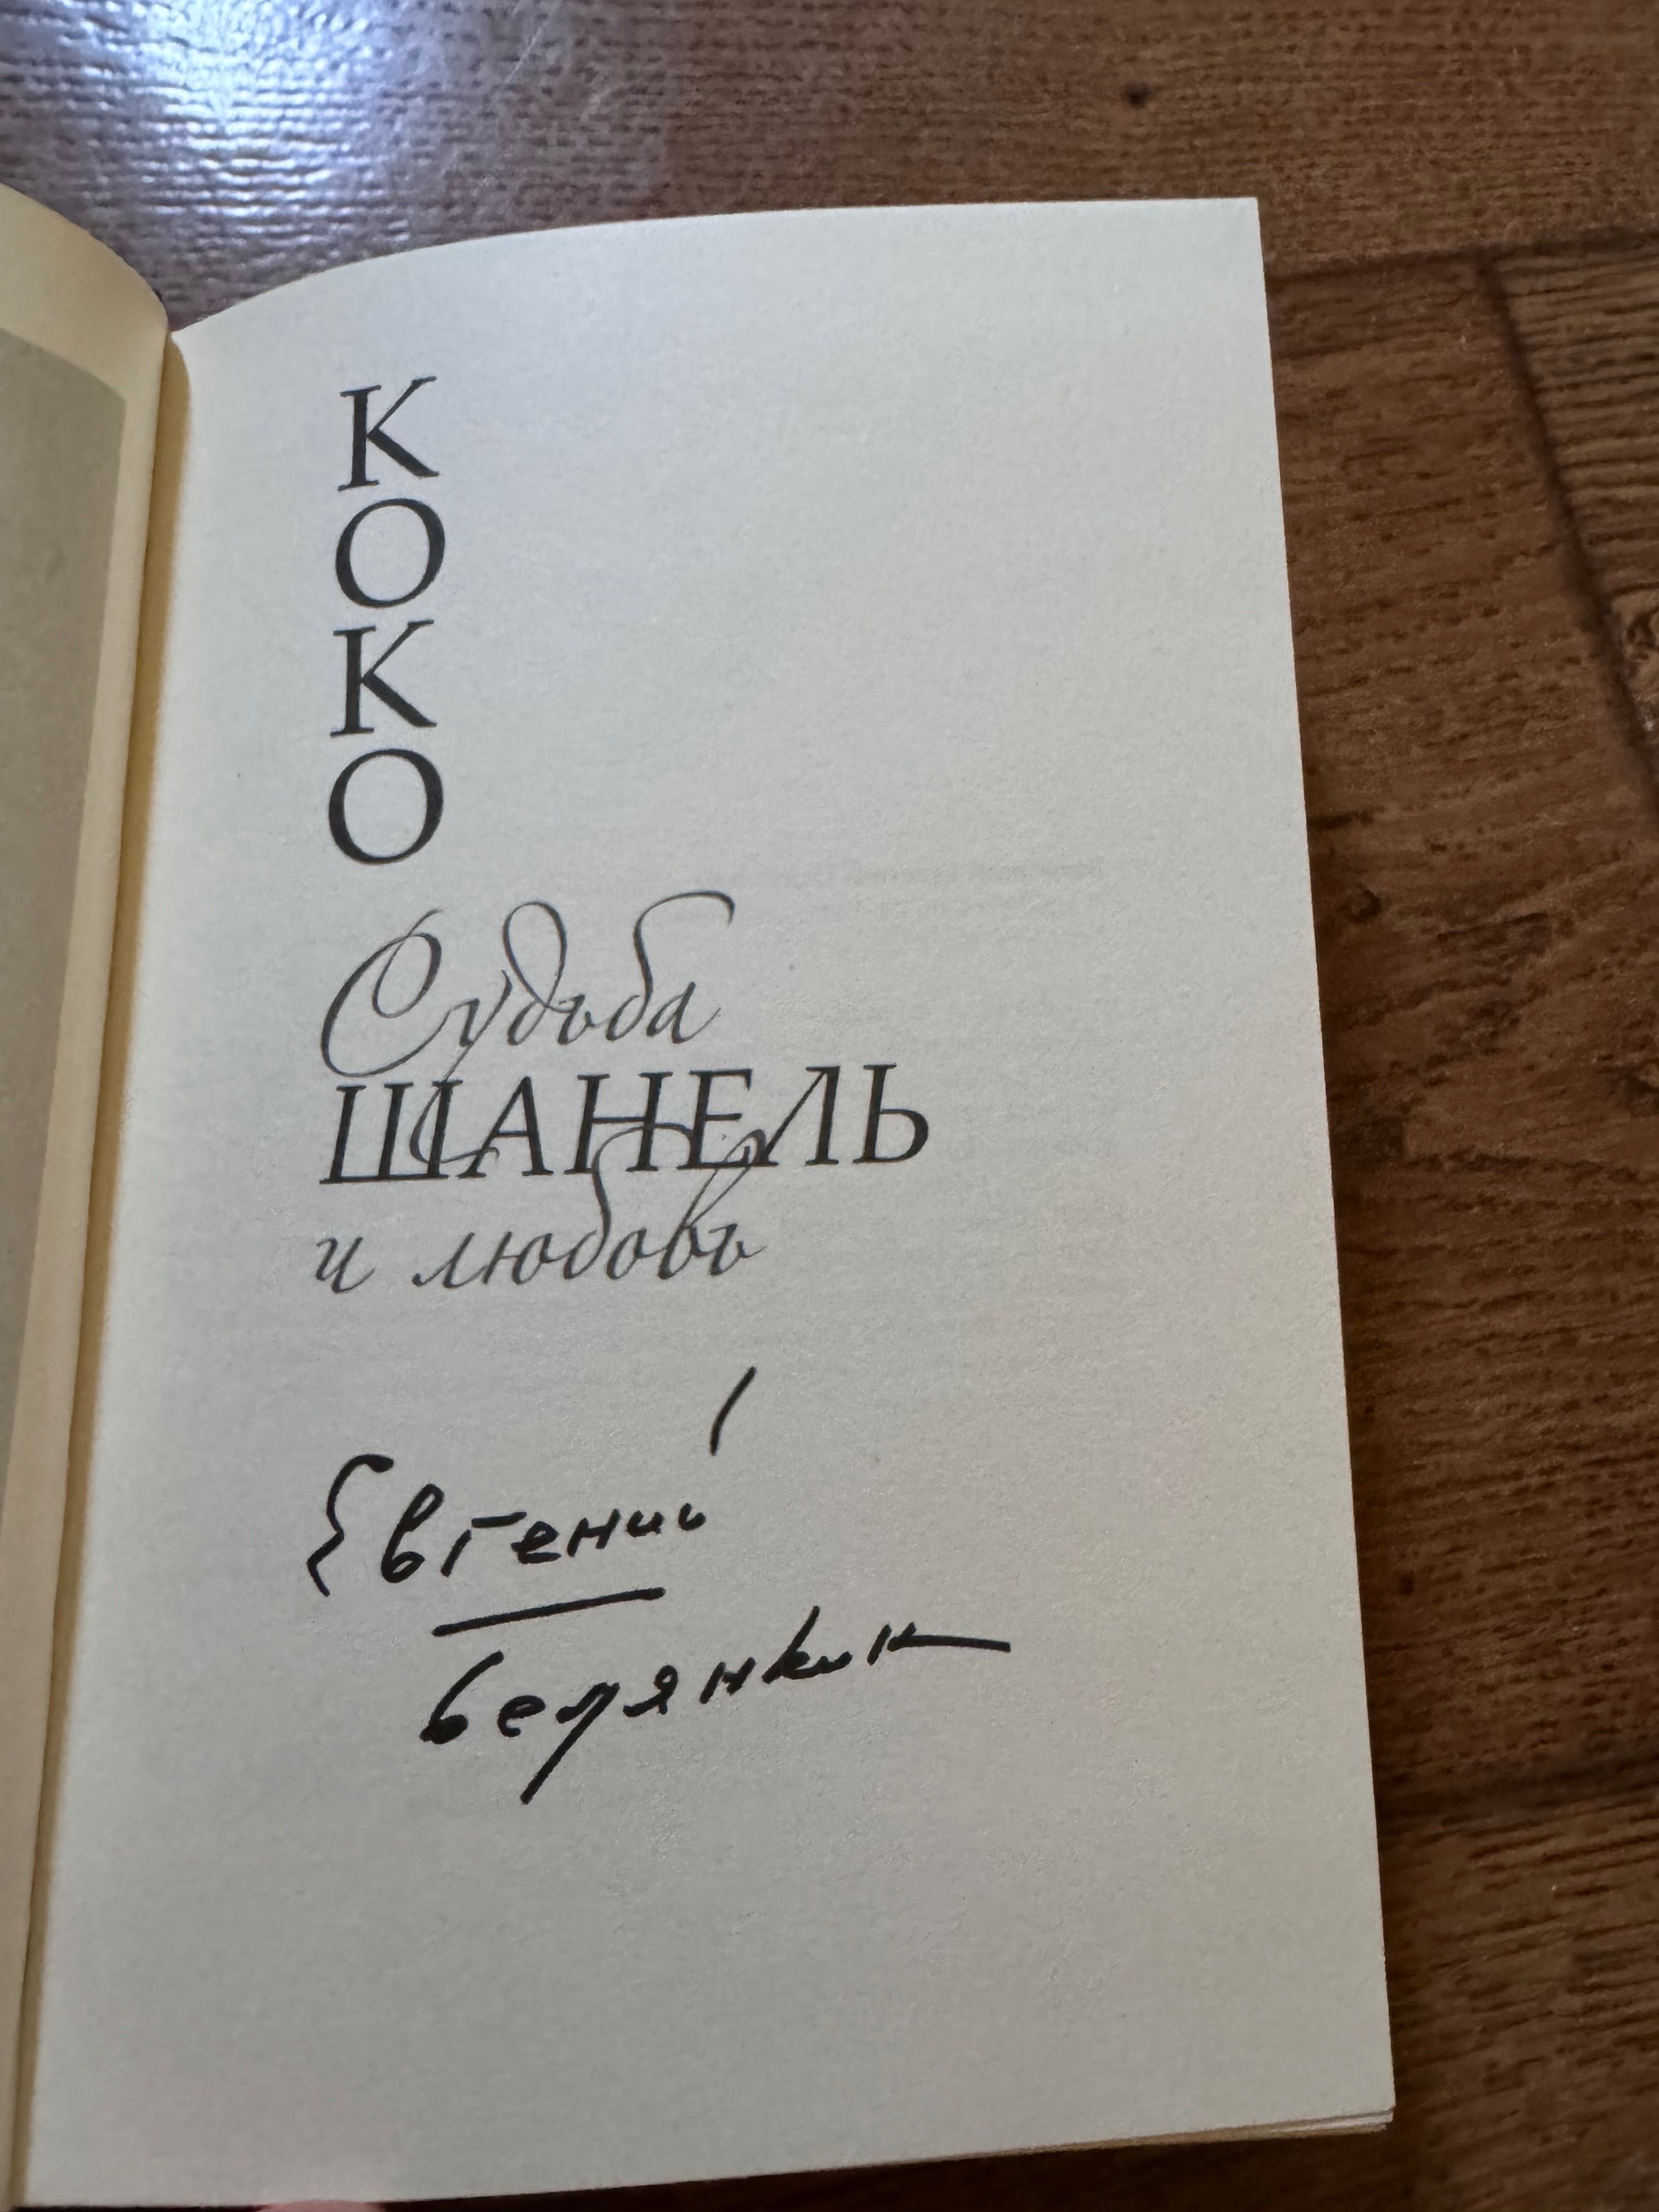 КОКО
Судьба
ШАНЕЛЬ
и любовь
Евгений
Белянкин